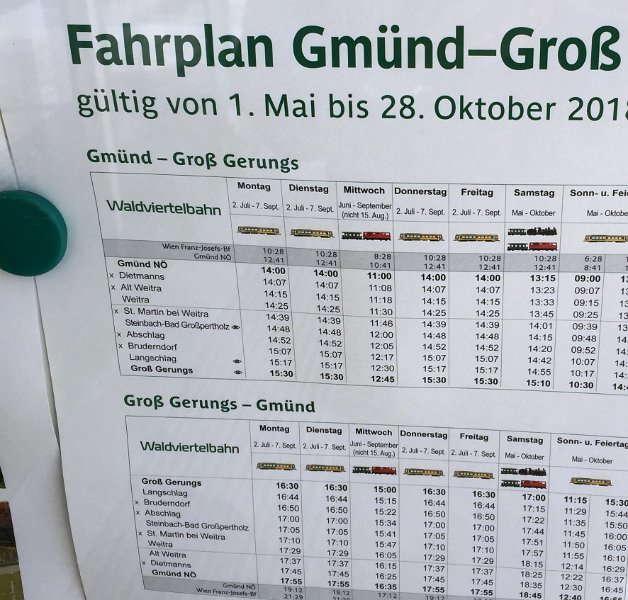 Fahrplan Gmünd–Groß
gültig von 1. Mai bis 28. Oktober 2018
Gmünd – Groß Gerungs
Waldviertelbahn Montag Dienstag Mittwoch Donnerstag Freitag Samstag Sonn- u. Fei
2. Juli - 7. Sept. 2. Juli - 7. Sept. Juni - September 2. Juli - 7. Sept. 2. Juli - 7. Sept. Mai - Oktober Mai - Oktober
(nicht 15. Aug.)
Wien Franz-Josefs-Bf 10:28 10:28 8:28 10:28 10:28 10:28 6:28
Gmünd NÖ 12:41 12:41 10:41 12:41 12:41 12:41 8:41
Gmünd NÖ 14:00 14:00 11:00 14:00 14:00 13:15 09:00
x Dietmanns 14:07 14:07 11:08 14:07 14:07 13:23 09:07
x Alt Weitra 14:15 14:15 11:18 14:15 14:15 13:33 09:15
Weitra 14:25 14:25 11:30 14:25 14:25 13:45 09:25
x St. Martin bei Weitra 14:39 14:39 11:46 14:39 14:39 14:01 09:39
Steinbach-Bad Großpertholz 14:48 14:48 12:00 14:48 14:48 14:15 09:48
x Abschlag 14:52 14:52 12:05 14:52 14:52 14:20 09:52
x Bruderndorf 15:07 15:07 12:17 15:07 15:07 14:42 10:07
Langschlag 15:17 15:17 12:30 15:17 15:17 14:55 10:17
Groß Gerungs 15:30 15:30 12:45 15:30 15:30 15:10 10:30
Groß Gerungs – Gmünd
Waldviertelbahn Montag Dienstag Mittwoch Donnerstag Freitag Samstag Sonn- u. Feiertag
2. Juli - 7. Sept. 2. Juli - 7. Sept. Juni - September 2. Juli - 7. Sept. 2. Juli - 7. Sept. Mai - Oktober Mai - Oktober
(nicht 15. Aug.)
Groß Gerungs 16:30 16:30 15:00 16:30 16:30 17:00 11:15 15:30
Langschlag 16:44 16:44 15:15 16:44 16:44 17:15 11:29 15:44
x Bruderndorf 16:50 16:50 15:22 16:50 16:50 17:22 11:35 15:50
x Abschlag 17:00 17:00 15:34 17:00 17:00 17:35 11:45 16:00
Steinbach-Bad Großpertholz 17:05 17:05 15:41 17:05 17:05 17:44 11:50 16:05
x St. Martin bei Weitra 17:10 17:10 15:47 17:10 17:10 17:51 11:55 16:10
Weitra 17:29 17:29 16:05 17:29 17:29 18:15 12:14 16:29
Alt Weitra 17:37 17:37 16:15 17:37 17:37 18:25 12:22 16:37
x Dietmanns 17:45 17:45 16:25 17:45 17:45 18:35 12:30 16:45
Gmünd NÖ 17:55 17:55 16:35 17:55 17:55 18:45 12:40
Gmünd NÖ 19:12 19:12 19:12
Wien Franz-Josefs-Bf 21:29